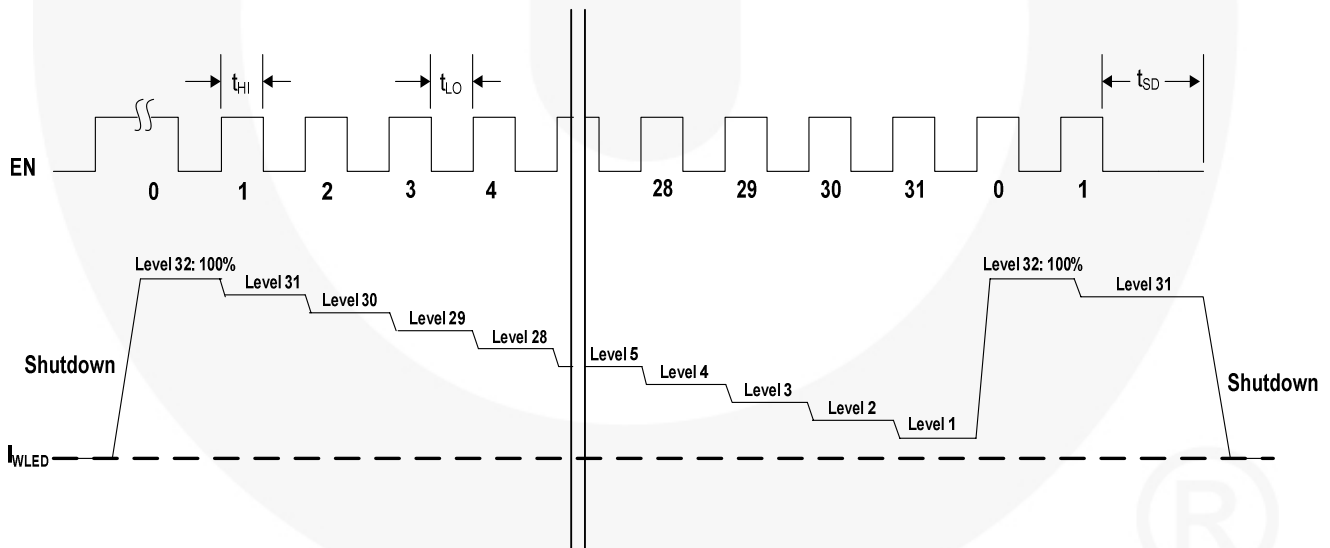 tHI
tLO
tSD
EN
0 1 2 3 4 28 29 30 31 0 1
Level 32: 100%
Level 31
Level 30
Level 29
Level 28
Level 5
Level 4
Level 3
Level 2
Level 1
Level 32: 100%
Level 31
Shutdown
Shutdown
IWLED
®